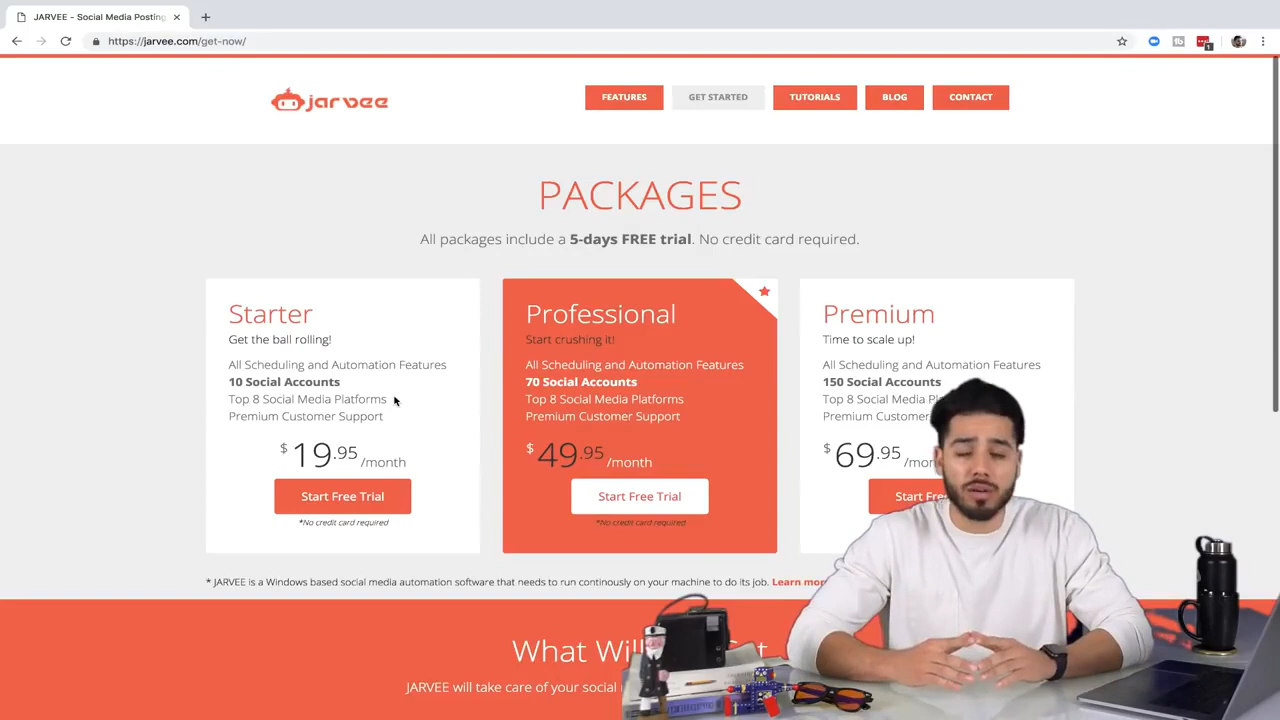 JARVEE - Social Media Posting
https://jarvee.com/get-now/
jarvee
FEATURES
GET STARTED
TUTORIALS
BLOG
CONTACT
PACKAGES
All packages include a 5-days FREE trial. No credit card required.
Starter
Get the ball rolling!
All Scheduling and Automation Features
10 Social Accounts
Top 8 Social Media Platforms
Premium Customer Support
$19.95 /month
Start Free Trial
*No credit card required
Professional
Start crushing it!
All Scheduling and Automation Features
70 Social Accounts
Top 8 Social Media Platforms
Premium Customer Support
$49.95 /month
Start Free Trial
*No credit card required
Premium
Time to scale up!
All Scheduling and Automation Features
150 Social Accounts
Top 8 Social Media
Premium Customer
$69.95
Start
* JARVEE is a Windows based social media automation software that needs to run continously on your machine to do its job. Learn more
What
JARVEE will take care of your social